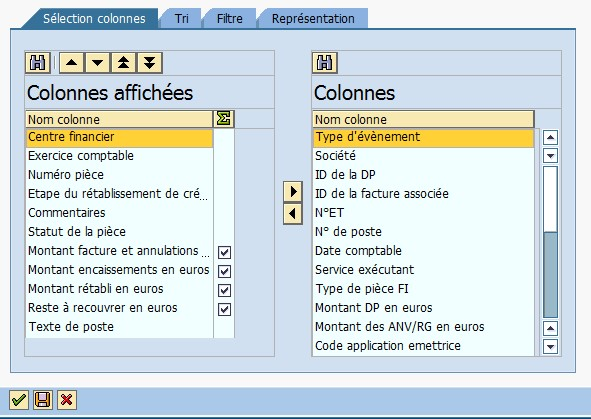 Sélection colonnes Tri Filtre Représentation
Colonnes affichées
Nom colonne Σ
Centre financier
Exercice comptable
Numéro pièce
Etape du rétablissement de cré...
Commentaires
Statut de la pièce
Montant facture et annulations ...
Montant encaissements en euros
Montant rétabli en euros
Reste à recouvrer en euros
Texte de poste
Colonnes
Nom colonne
Type d'évènement
Société
ID de la DP
ID de la facture associée
N°ET
N° de poste
Date comptable
Service exécutant
Type de pièce FI
Montant DP en euros
Montant des ANV/RG en euros
Code application emettrice